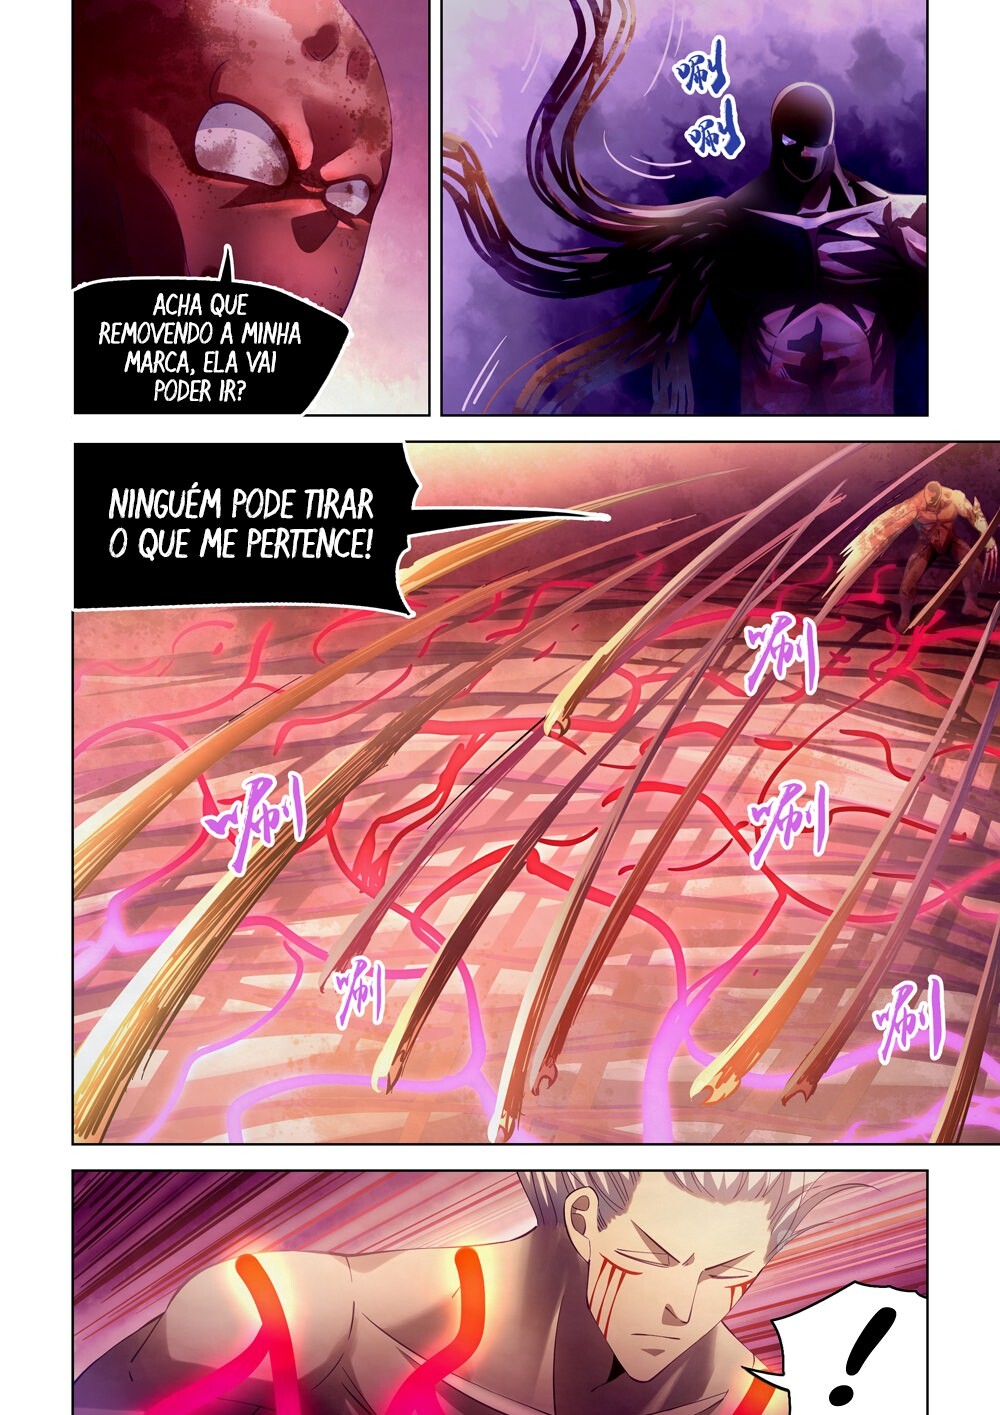 唰
唰
ACHA QUE
REMOVENDO A MINHA
MARCA, ELA VAI
PODER IR?
NINGUÉM PODE TIRAR
O QUE ME PERTENCE!
唰
唰
唰
唰
唰
!